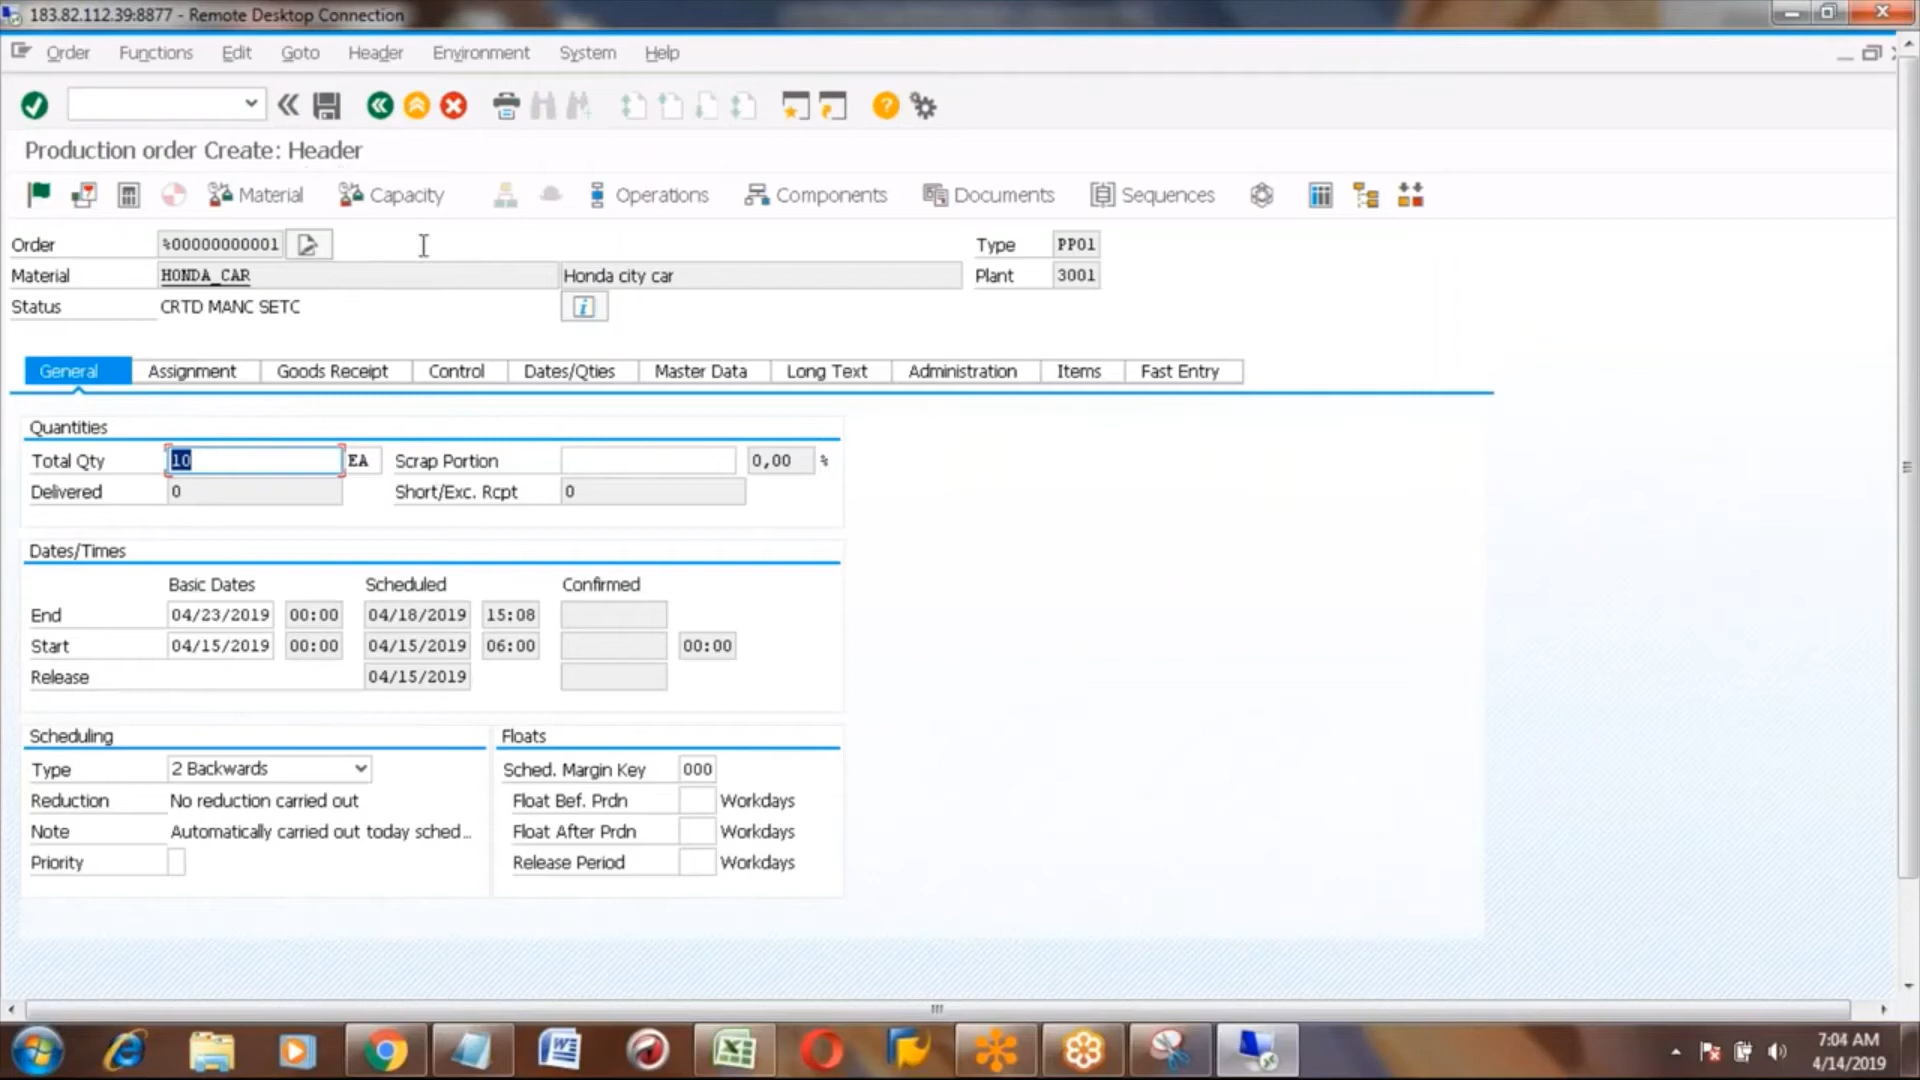 183.82.112.39:8877 - Remote Desktop Connection
Order Functions Edit Goto Header Environment System Help
Production order Create: Header
Material Capacity Operations Components Documents Sequences
Order %00000000001 Type PP01
Material HONDA_CAR Honda city car Plant 3001
Status CRTD MANC SETC
General Assignment Goods Receipt Control Dates/Qties Master Data Long Text Administration Items Fast Entry
Quantities
Total Qty 10 EA Scrap Portion 0,00 %
Delivered 0 Short/Exc. Rcpt 0
Dates/Times
Basic Dates Scheduled Confirmed
End 04/23/2019 00:00 04/18/2019 15:08
Start 04/15/2019 00:00 04/15/2019 06:00 00:00
Release 04/15/2019
Scheduling Floats
Type 2 Backwards Sched. Margin Key 000
Reduction No reduction carried out Float Bef. Prdn Workdays
Note Automatically carried out today sched... Float After Prdn Workdays
Priority Release Period Workdays
7:04 AM
4/14/2019